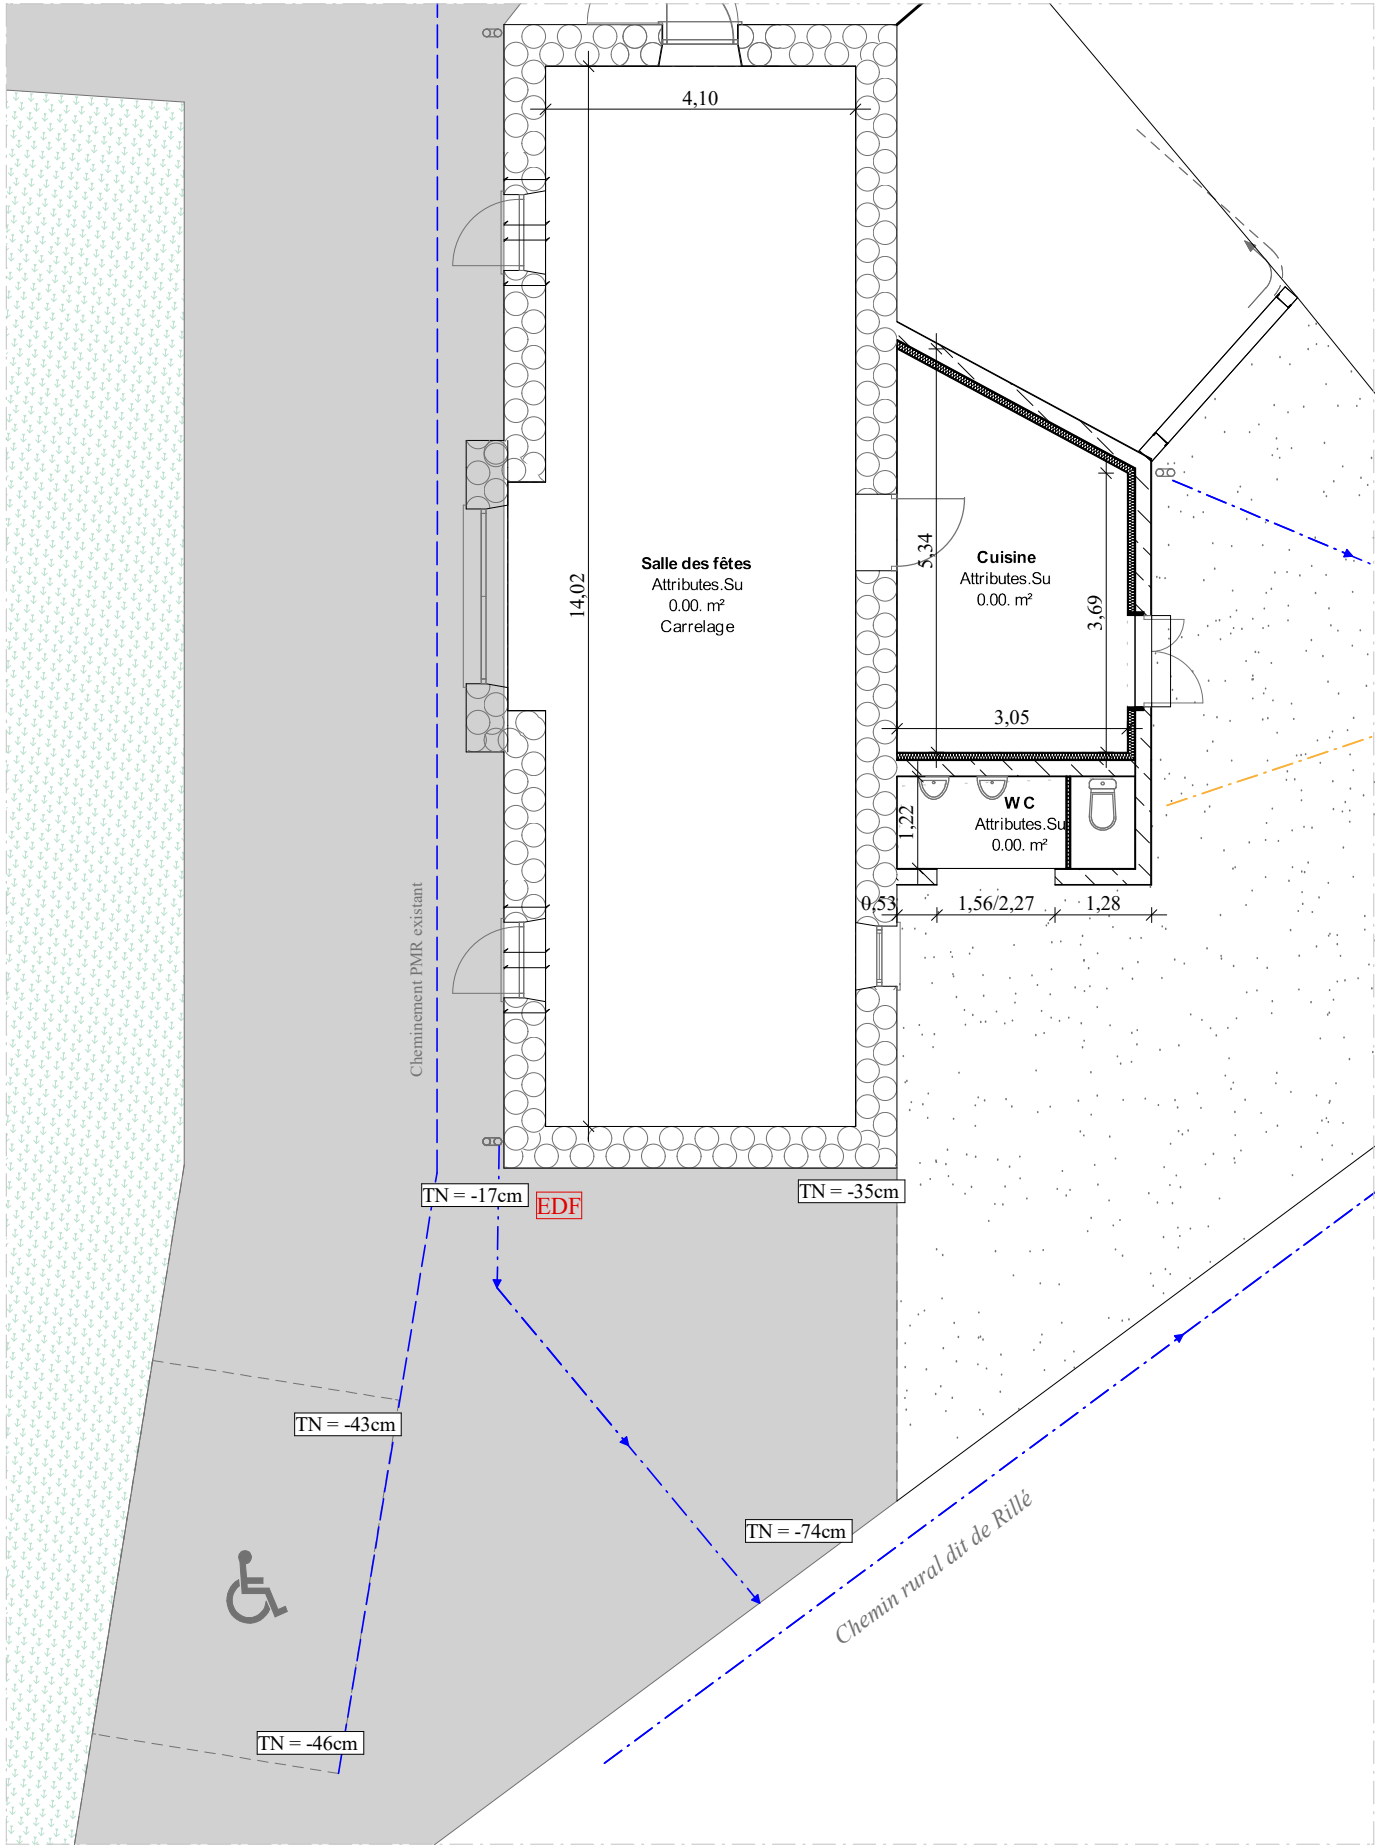 4,10
14,02
Salle des fêtes
Attributes.Su
0.00. m²
Carrelage
5,34
Cuisine
Attributes.Su
0.00. m²
3,69
3,05
1,22
WC
Attributes.Su
0.00. m²
0,53
1,56/2,27
1,28
Cheminement PMR existant
TN = -17cm
EDF
TN = -35cm
TN = -43cm
TN = -74cm
Chemin rural dit de Rillé
TN = -46cm